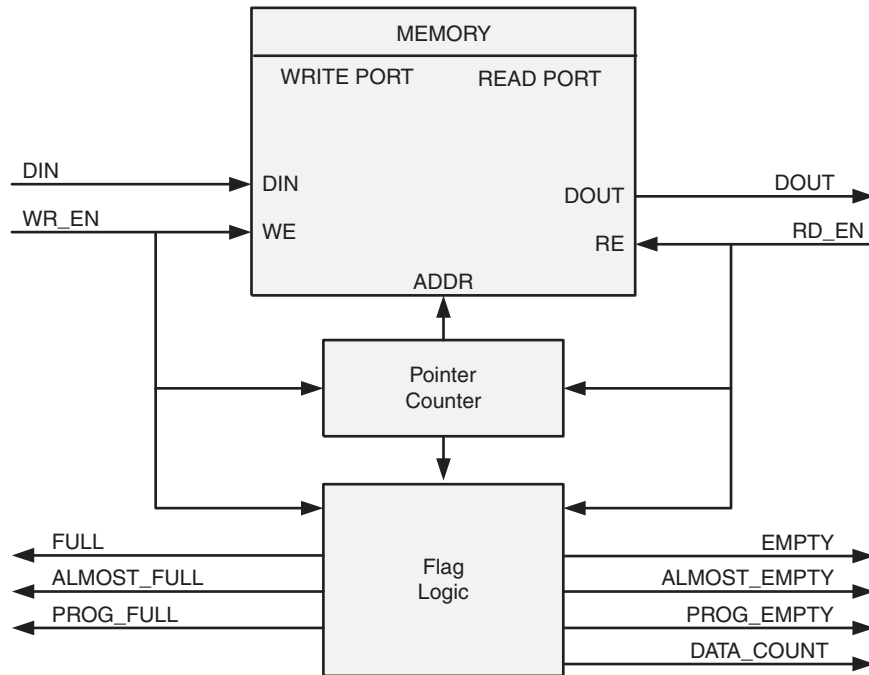 MEMORY
WRITE PORT READ PORT
DIN DIN DOUT DOUT
WR_EN WE RE RD_EN
ADDR
Pointer
Counter
FULL EMPTY
Flag
Logic
ALMOST_FULL ALMOST_EMPTY
PROG_FULL PROG_EMPTY
DATA_COUNT